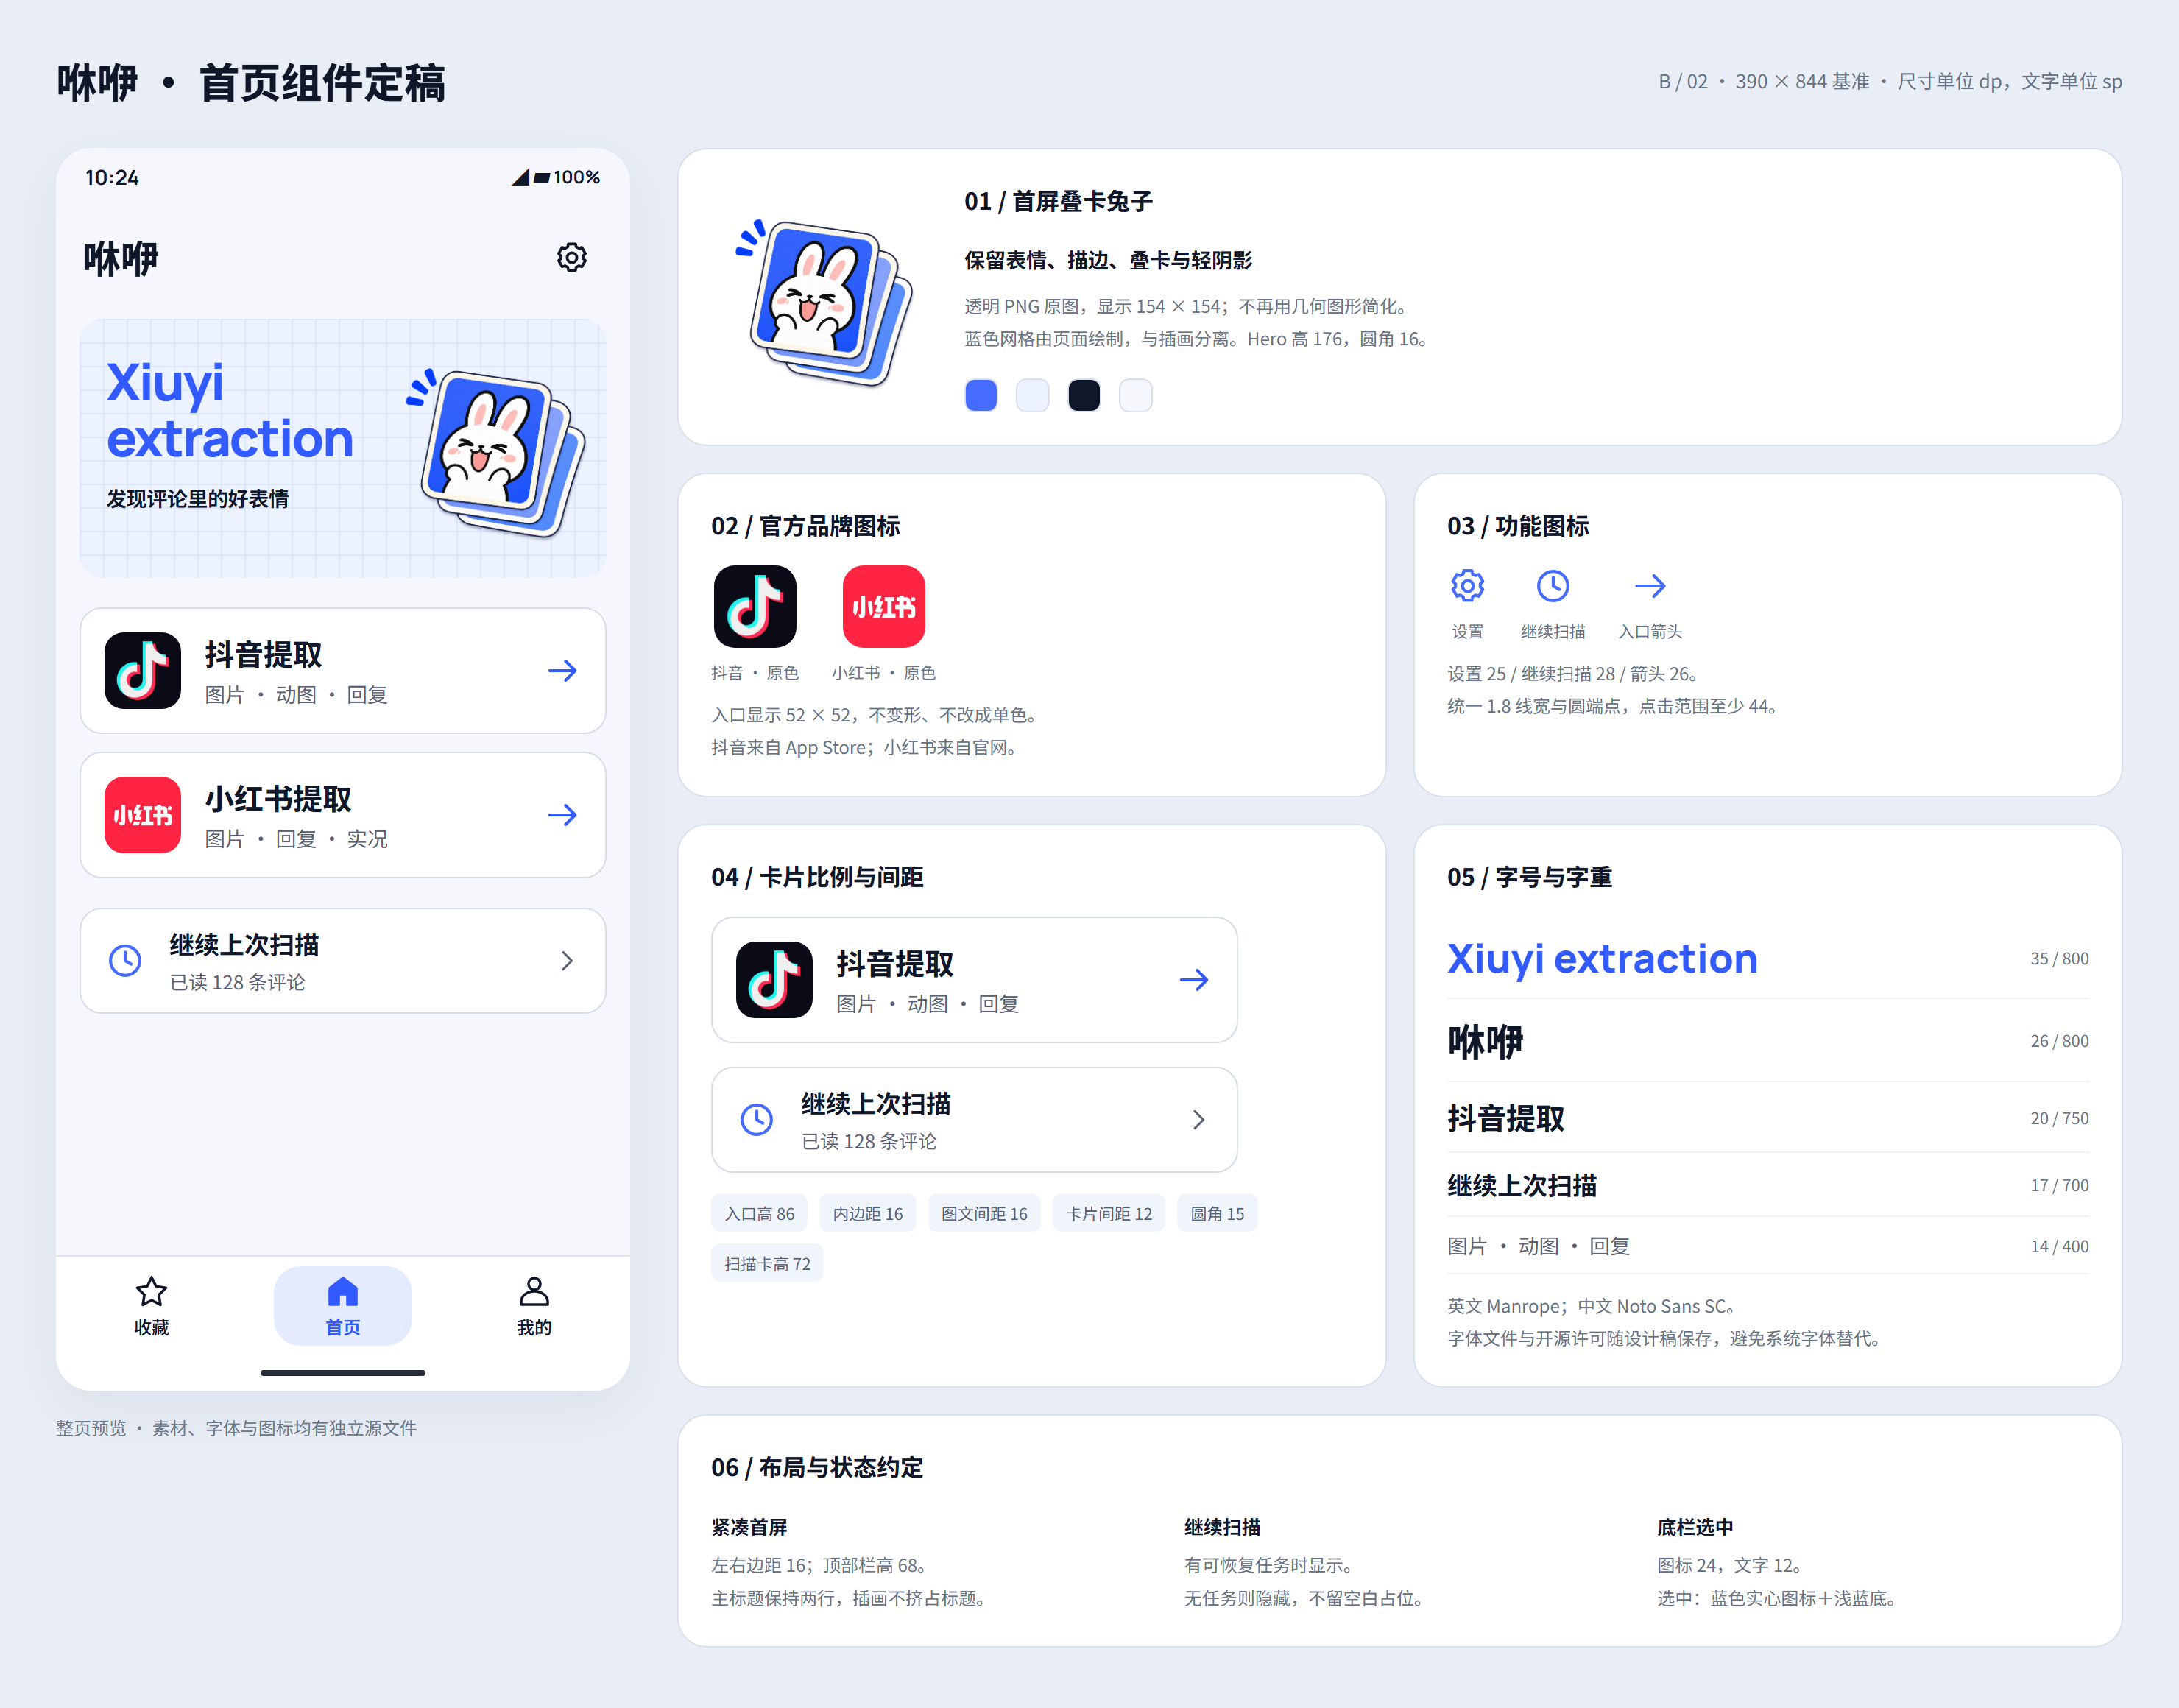 咻咿 · 首页组件定稿
B / 02 · 390 × 844 基准 · 尺寸单位 dp，文字单位 sp
10:24
100%
咻咿
Xiuyi
extraction
发现评论里的好表情
抖音提取
图片 · 动图 · 回复
小红书
小红书提取
图片 · 回复 · 实况
继续上次扫描
已读 128 条评论
收藏
首页
我的
整页预览 · 素材、字体与图标均有独立源文件
01 / 首屏叠卡兔子
保留表情、描边、叠卡与轻阴影
透明 PNG 原图，显示 154 × 154；不再用几何图形简化。
蓝色网格由页面绘制，与插画分离。Hero 高 176，圆角 16。
02 / 官方品牌图标
小红书
抖音 · 原色
小红书 · 原色
入口显示 52 × 52，不变形、不改成单色。
抖音来自 App Store；小红书来自官网。
03 / 功能图标
设置
继续扫描
入口箭头
设置 25 / 继续扫描 28 / 箭头 26。
统一 1.8 线宽与圆端点，点击范围至少 44。
04 / 卡片比例与间距
抖音提取
图片 · 动图 · 回复
继续上次扫描
已读 128 条评论
入口高 86
内边距 16
图文间距 16
卡片间距 12
圆角 15
扫描卡高 72
05 / 字号与字重
Xiuyi extraction
35 / 800
咻咿
26 / 800
抖音提取
20 / 750
继续上次扫描
17 / 700
图片 · 动图 · 回复
14 / 400
英文 Manrope；中文 Noto Sans SC。
字体文件与开源许可随设计稿保存，避免系统字体替代。
06 / 布局与状态约定
紧凑首屏
左右边距 16；顶部栏高 68。
主标题保持两行，插画不挤占标题。
继续扫描
有可恢复任务时显示。
无任务则隐藏，不留空白占位。
底栏选中
图标 24，文字 12。
选中：蓝色实心图标＋浅蓝底。